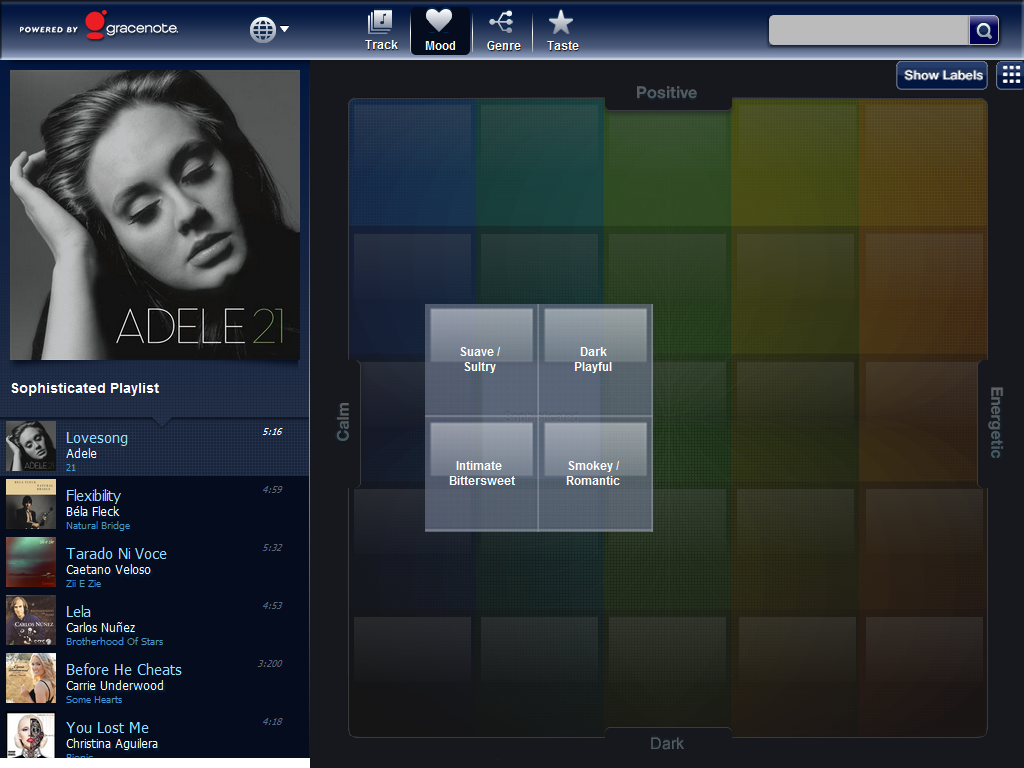 POWERED BY gracenote.
Track
Mood
Genre
Taste
Show Labels
ADELE 21
Sophisticated Playlist
Lovesong
5:16
Adele
21
Flexibility
4:59
Béla Fleck
Natural Bridge
Tarado Ni Voce
5:32
Caetano Veloso
Zii E Zie
Lela
4:53
Carlos Nuñez
Brotherhood Of Stars
Before He Cheats
3:200
Carrie Underwood
Some Hearts
You Lost Me
4:18
Christina Aguilera
Bionic
Positive
Calm
Energetic
Dark
Suave /
Sultry
Dark
Playful
Intimate
Bittersweet
Smokey /
Romantic